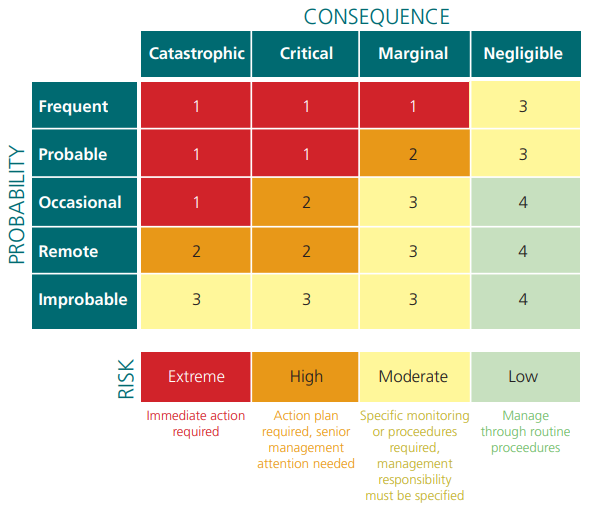 CONSEQUENCE
Catastrophic Critical Marginal Negligible
PROBABILITY
Frequent 1 1 1 3
Probable 1 1 2 3
Occasional 1 2 3 4
Remote 2 2 3 4
Improbable 3 3 3 4
RISK
Extreme High Moderate Low
Immediate action
required
Action plan
required, senior
management
attention needed
Specific monitoring
or proceedures
required,
management
responsibility
must be specified
Manage
through routine
proceedures